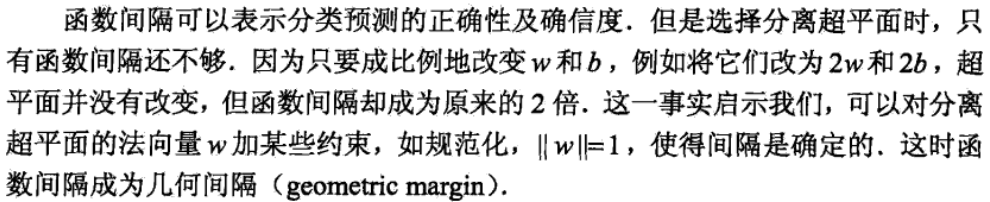 函数间隔可以表示分类预测的正确性及确信度．但是选择分离超平面时，只
有函数间隔还不够．因为只要成比例地改变 w 和 b，例如将它们改为 2w 和 2b，超
平面并没有改变，但函数间隔却成为原来的 2 倍．这一事实启示我们，可以对分离
超平面的法向量 w 加某些约束，如规范化，|| w ||=1，使得间隔是确定的．这时函
数间隔成为几何间隔（geometric margin）．